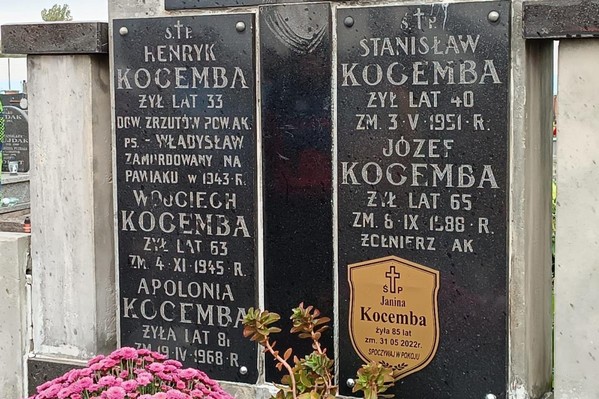 Ś.†P.
HENRYK
KOCEMBA
ŻYŁ LAT 33
DCW. ZRZUTÓW POW. AK.
PS. - WŁADYSŁAW
ZAMORDOWANY NA
PAWIAKU W 1943 R.
WOJCIECH
KOCEMBA
ŻYŁ LAT 63
ZM. 4 - XI - 1945 - R.
APOLONIA
KOCEMBA
ŻYŁA LAT 81
ZM. 19 - IV - 1968 - R.
Ś.†P.
STANISŁAW
KOCEMBA
ŻYŁ LAT 40
ZM. 3 - V - 1951 - R.
JÓZEF
KOCEMBA
ŻYŁ LAT 65
ZM. 8 - IX - 1988 - R.
ŻOŁNIERZ AK
Ś†P
Janina
Kocemba
żyła 85 lat
zm. 31 05 2022r.
SPOCZYWAJ W POKOJU